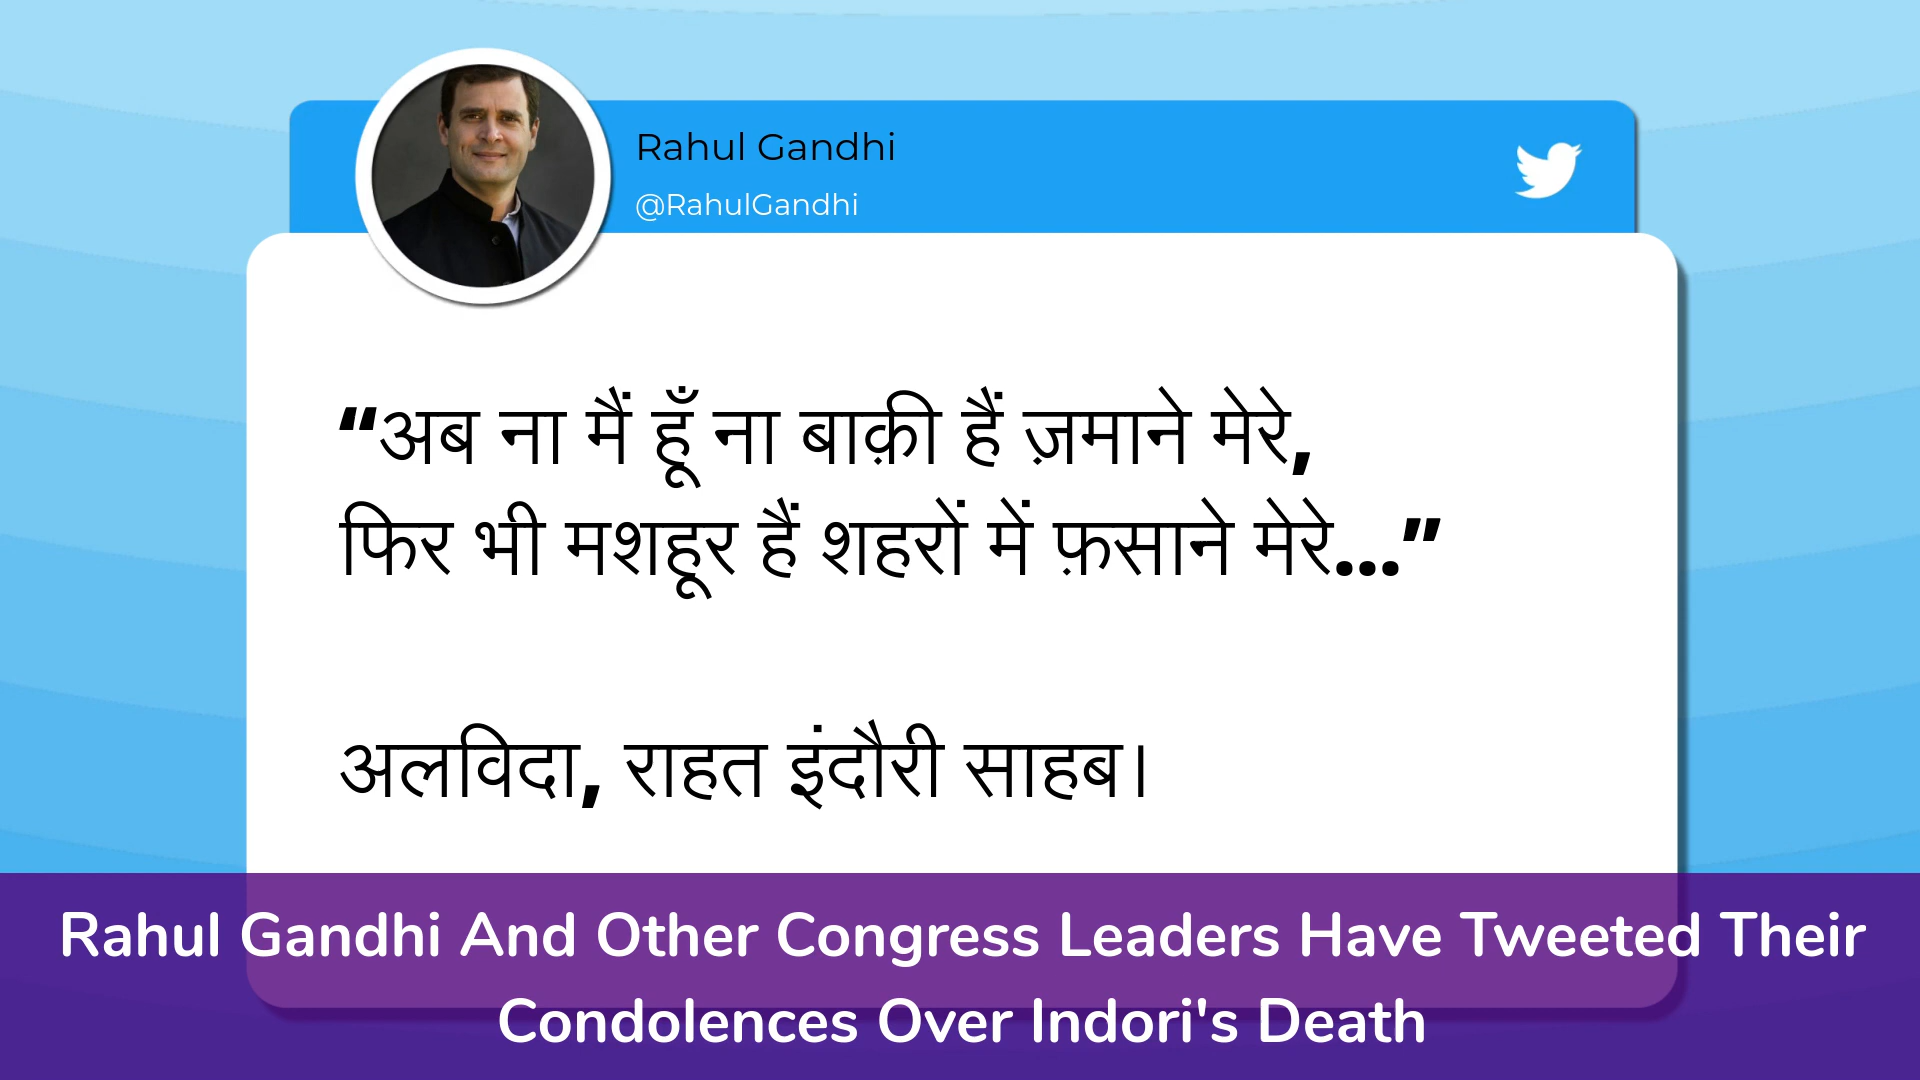 Rahul Gandhi
@RahulGandhi
“अब ना मैं हूँ ना बाक़ी हैं ज़माने मेरे,
फिर भी मशहूर हैं शहरों में फ़साने मेरे...”
अलविदा, राहत इंदौरी साहब।
Rahul Gandhi And Other Congress Leaders Have Tweeted Their
Condolences Over Indori's Death